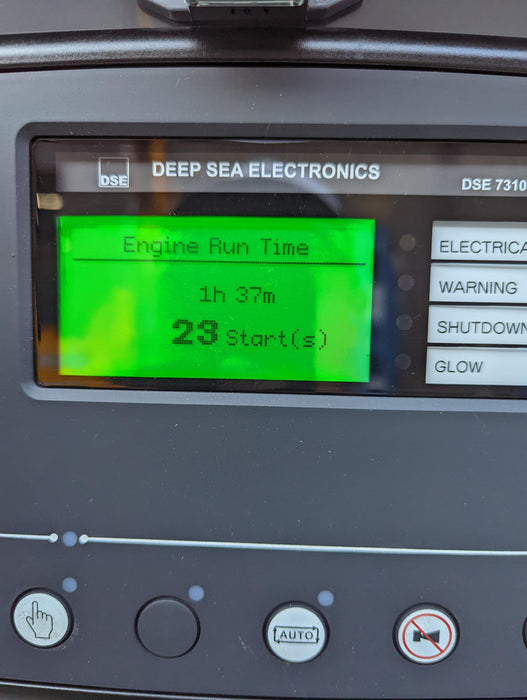 DSE
DEEP SEA ELECTRONICS
DSE 7310
Engine Run Time
1h 37m
23 Start(s)
ELECTRICA
WARNING
SHUTDOWN
GLOW
AUTO